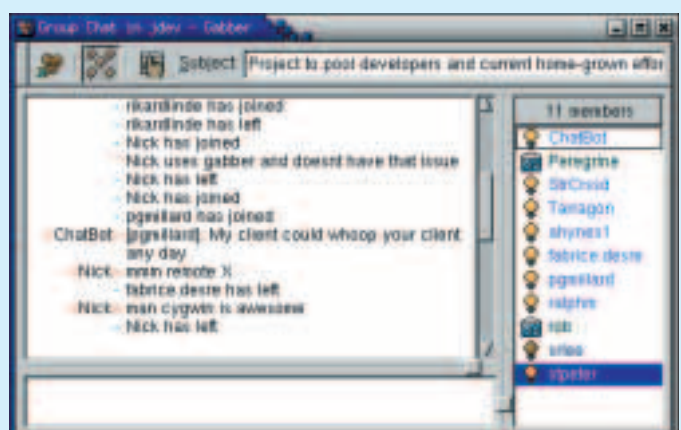 Group Chat in jdev - Gabber
Subject Project to pool developers and current home-grown effor
rikardlinde has joined
rikardlinde has left
Nick has joined
Nick uses gabber and doesnt have that issue
Nick has left
Nick has joined
pgmillard has joined
ChatBot [pgmillard]: My client could whoop your client
any day
Nick mmm remote X
fabrice.desre has left
Nick man cygwin is awesome
Nick has left
11 members
ChatBot
Peregrine
Tarragon
shynes1
fabrice.desre
pgmillard
ralphm
rob
stpeter